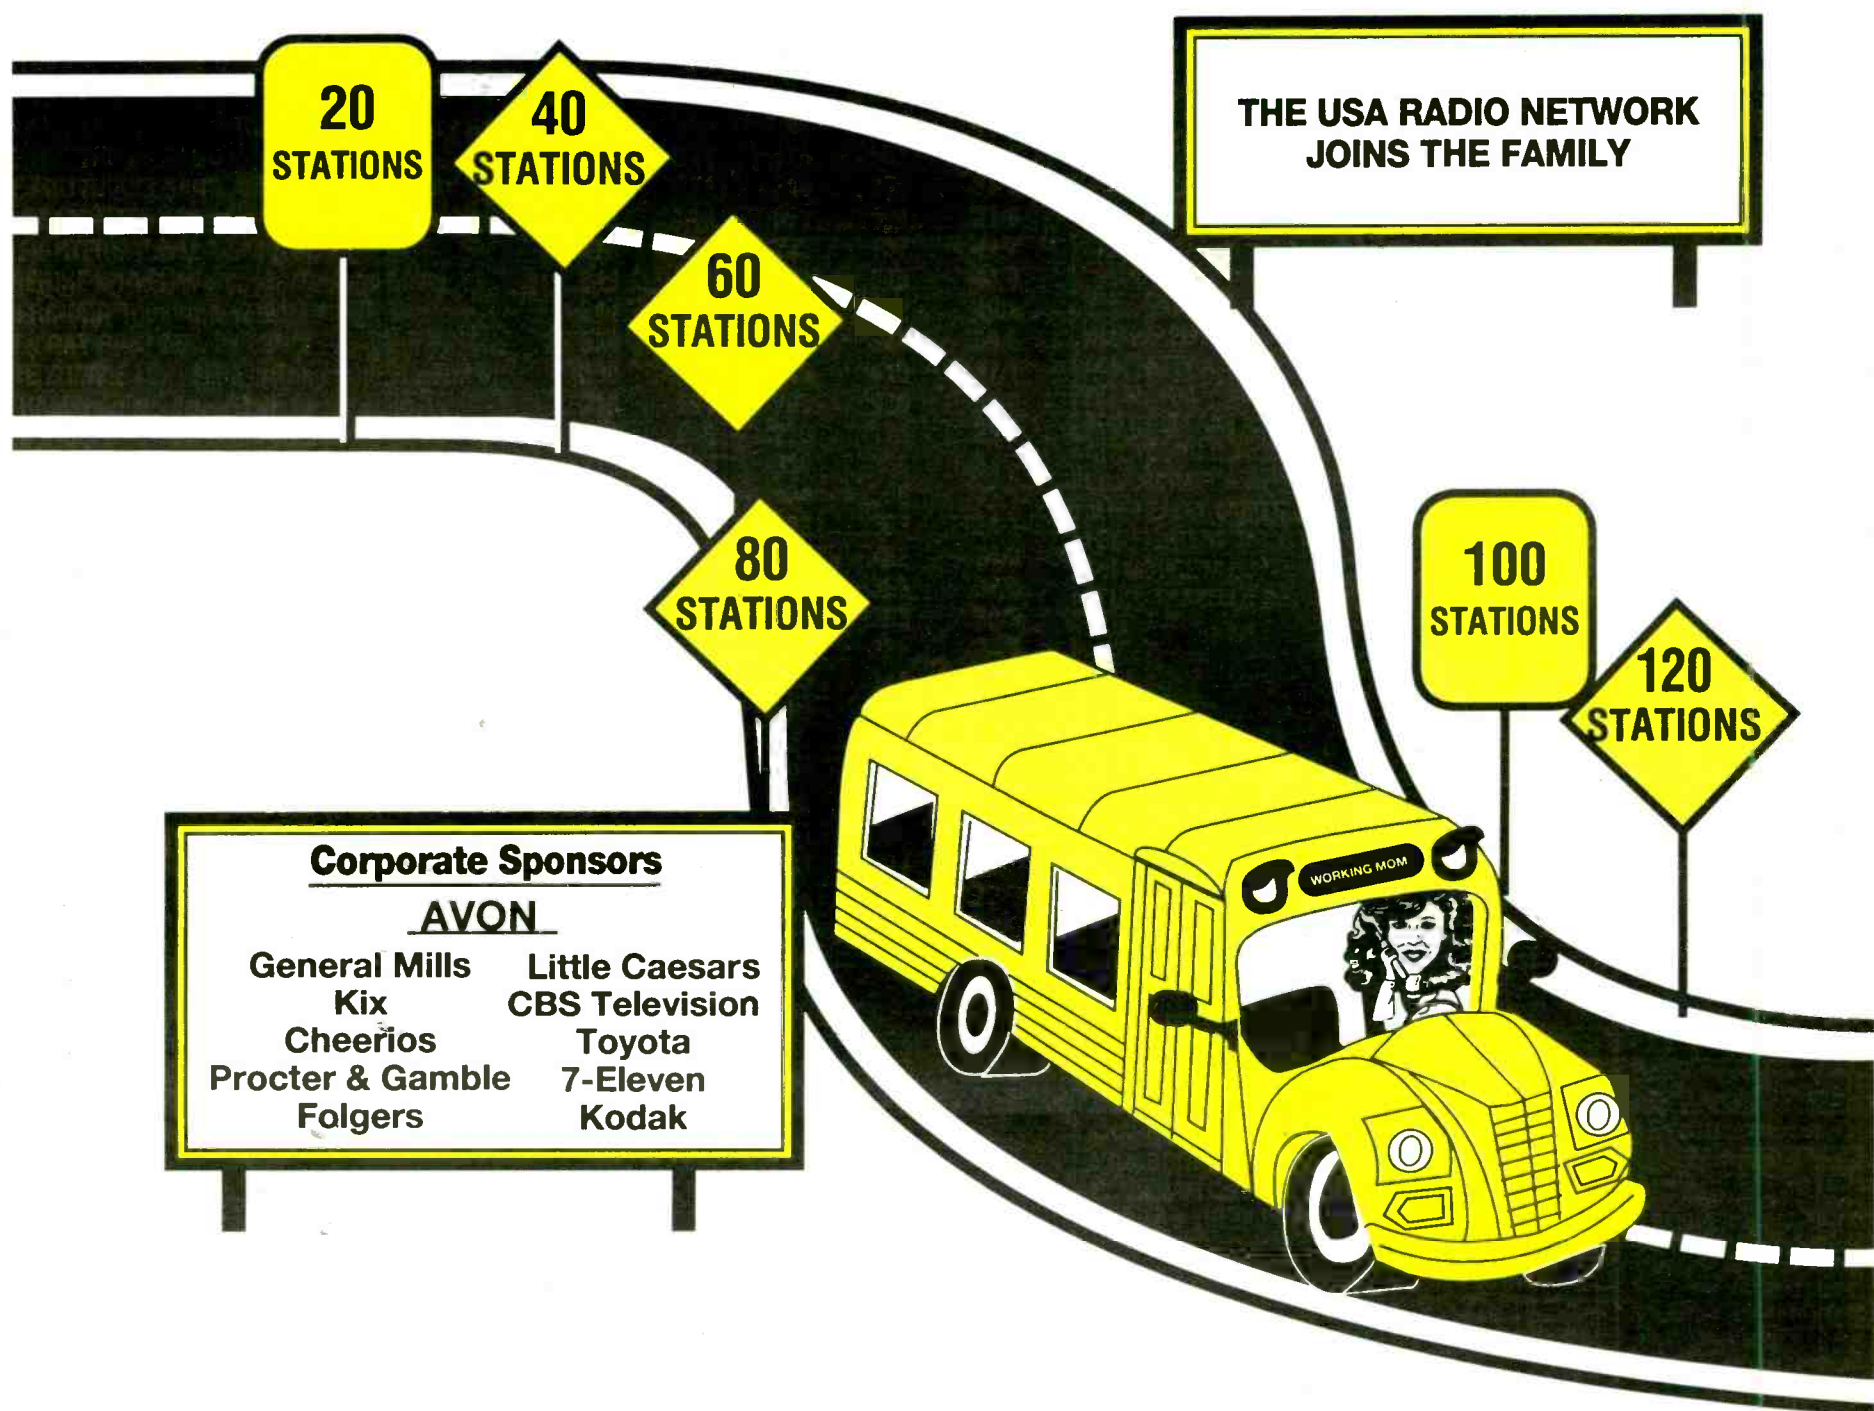 20
STATIONS
40
STATIONS
60
STATIONS
80
STATIONS
THE USA RADIO NETWORK
JOINS THE FAMILY
100
STATIONS
120
STATIONS
WORKING MOM
Corporate Sponsors
AVON
General Mills Little Caesars
Kix CBS Television
Cheerios Toyota
Procter & Gamble 7-Eleven
Folgers Kodak